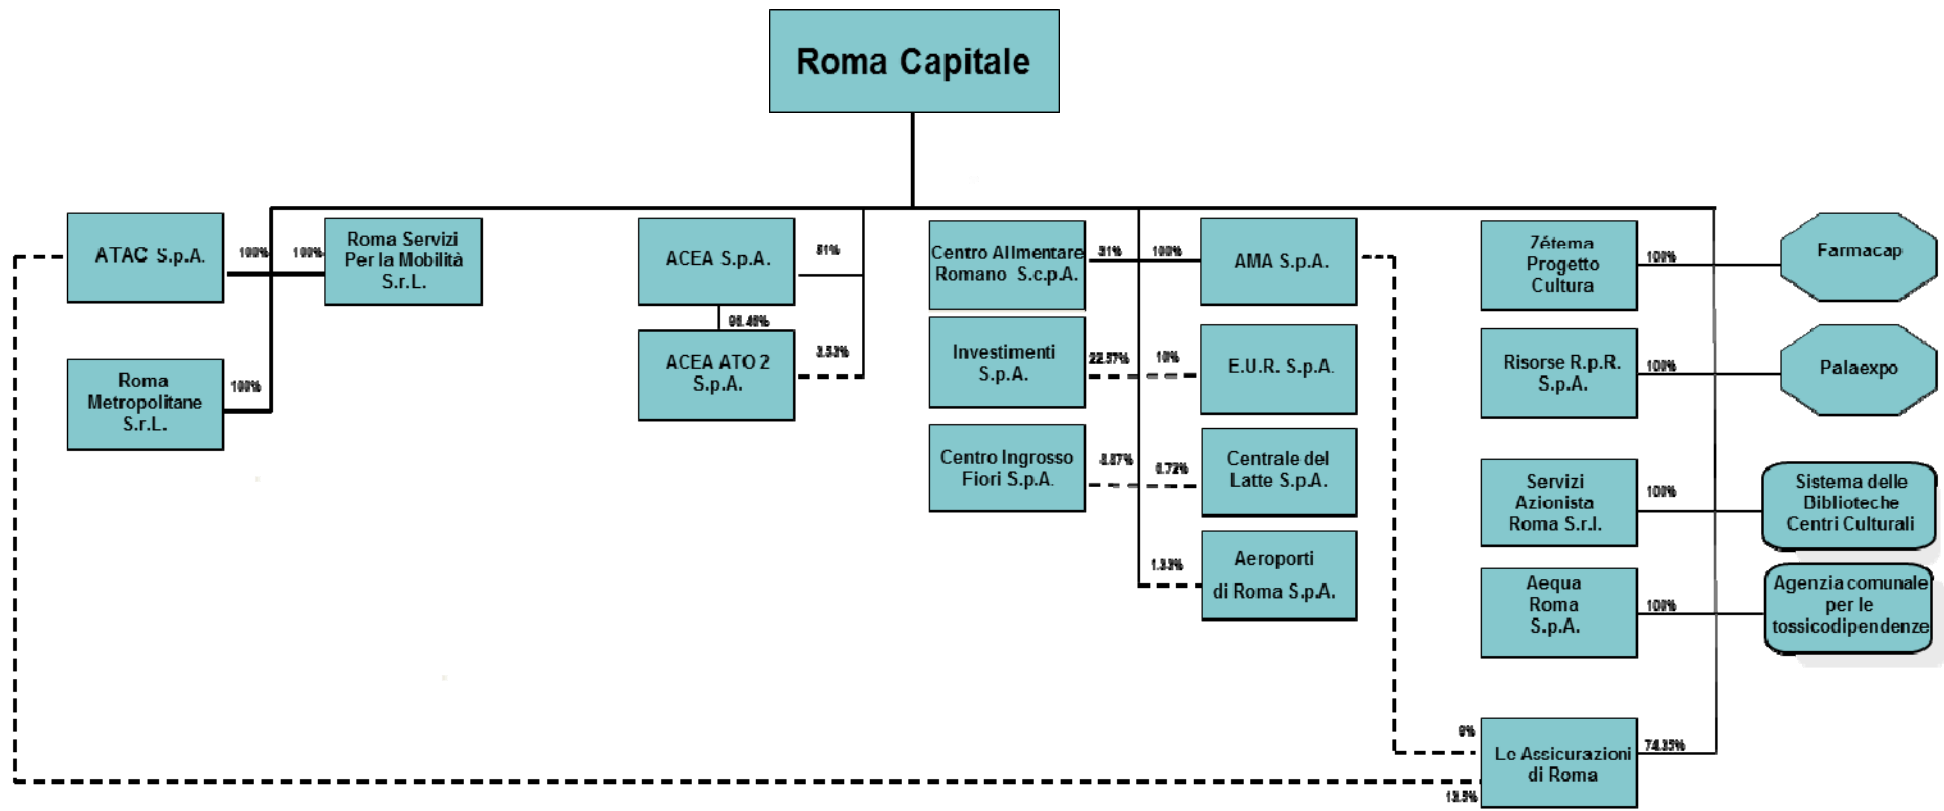 Roma Capitale
ATAC S.p.A.
100%
100%
Roma Servizi
Per la Mobilità
S.r.L.
Roma
Metropolitane
S.r.L.
100%
ACEA S.p.A.
51%
96.46%
ACEA ATO 2
S.p.A.
3.53%
Centro Alimentare
Romano S.c.p.A.
100%
AMA S.p.A.
Investimenti
S.p.A.
22.57%
10%
E.U.R. S.p.A.
Centro Ingrosso
Fiori S.p.A.
6.72%
Centrale del
Latte S.p.A.
1.33%
Aeroporti
di Roma S.p.A.
Zétema
Progetto
Cultura
100%
Farmacap
Risorse R.p.R.
S.p.A.
100%
Palaexpo
Servizi
Azionista
Roma S.r.l.
100%
Sistema delle
Biblioteche
Centri Culturali
Aequa
Roma
S.p.A.
100%
Agenzia comunale
per le
tossicodipendenze
Le Assicurazioni
di Roma
74.35%